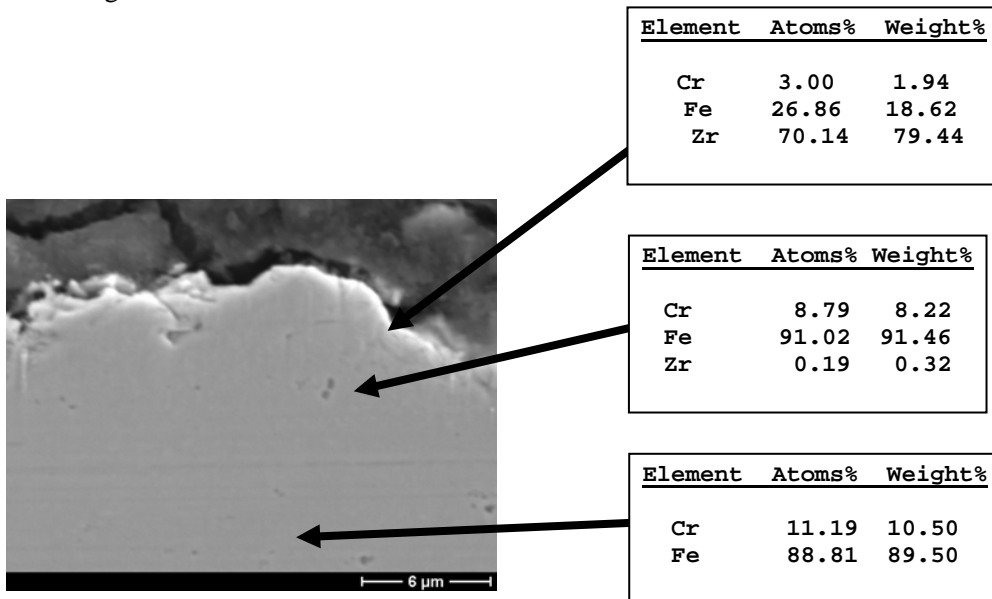 Element Atoms% Weight%
Cr 3.00 1.94
Fe 26.86 18.62
Zr 70.14 79.44
Element Atoms% Weight%
Cr 8.79 8.22
Fe 91.02 91.46
Zr 0.19 0.32
Element Atoms% Weight%
Cr 11.19 10.50
Fe 88.81 89.50
6 µm